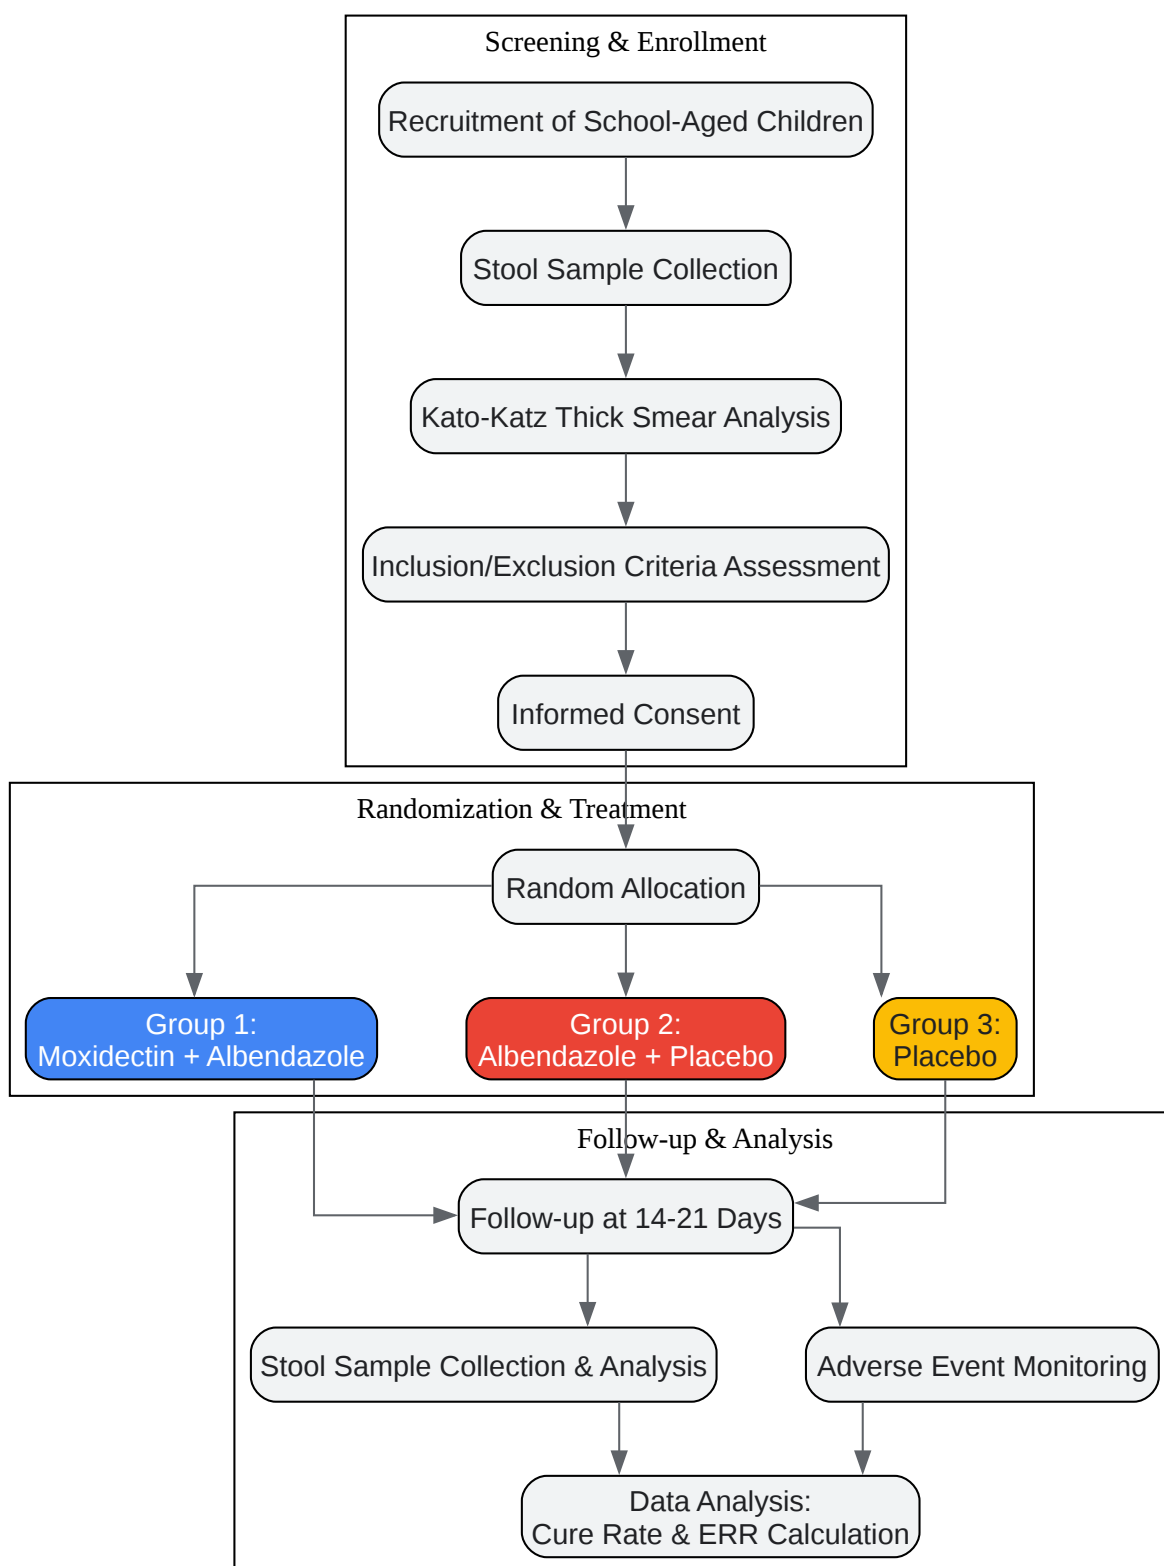 Screening & Enrollment
Recruitment of School-Aged Children
Stool Sample Collection
Kato-Katz Thick Smear Analysis
Inclusion/Exclusion Criteria Assessment
Informed Consent
Randomization & Treatment
Random Allocation
Group 1:
Moxidectin + Albendazole
Group 2:
Albendazole + Placebo
Group 3:
Placebo
Follow-up & Analysis
Follow-up at 14-21 Days
Stool Sample Collection & Analysis
Adverse Event Monitoring
Data Analysis:
Cure Rate & ERR Calculation